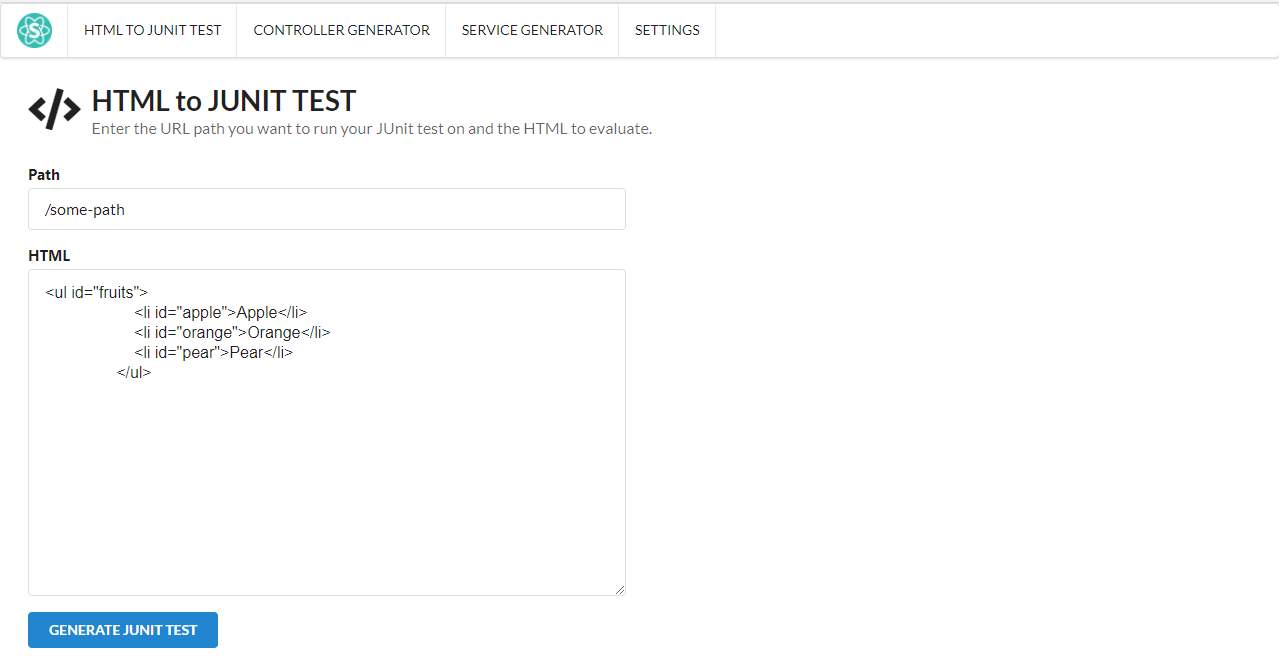 S
HTML TO JUNIT TEST CONTROLLER GENERATOR SERVICE GENERATOR SETTINGS
</> HTML to JUNIT TEST
Enter the URL path you want to run your JUnit test on and the HTML to evaluate.
Path
/some-path
HTML
<ul id="fruits">
<li id="apple">Apple</li>
<li id="orange">Orange</li>
<li id="pear">Pear</li>
</ul>
GENERATE JUNIT TEST